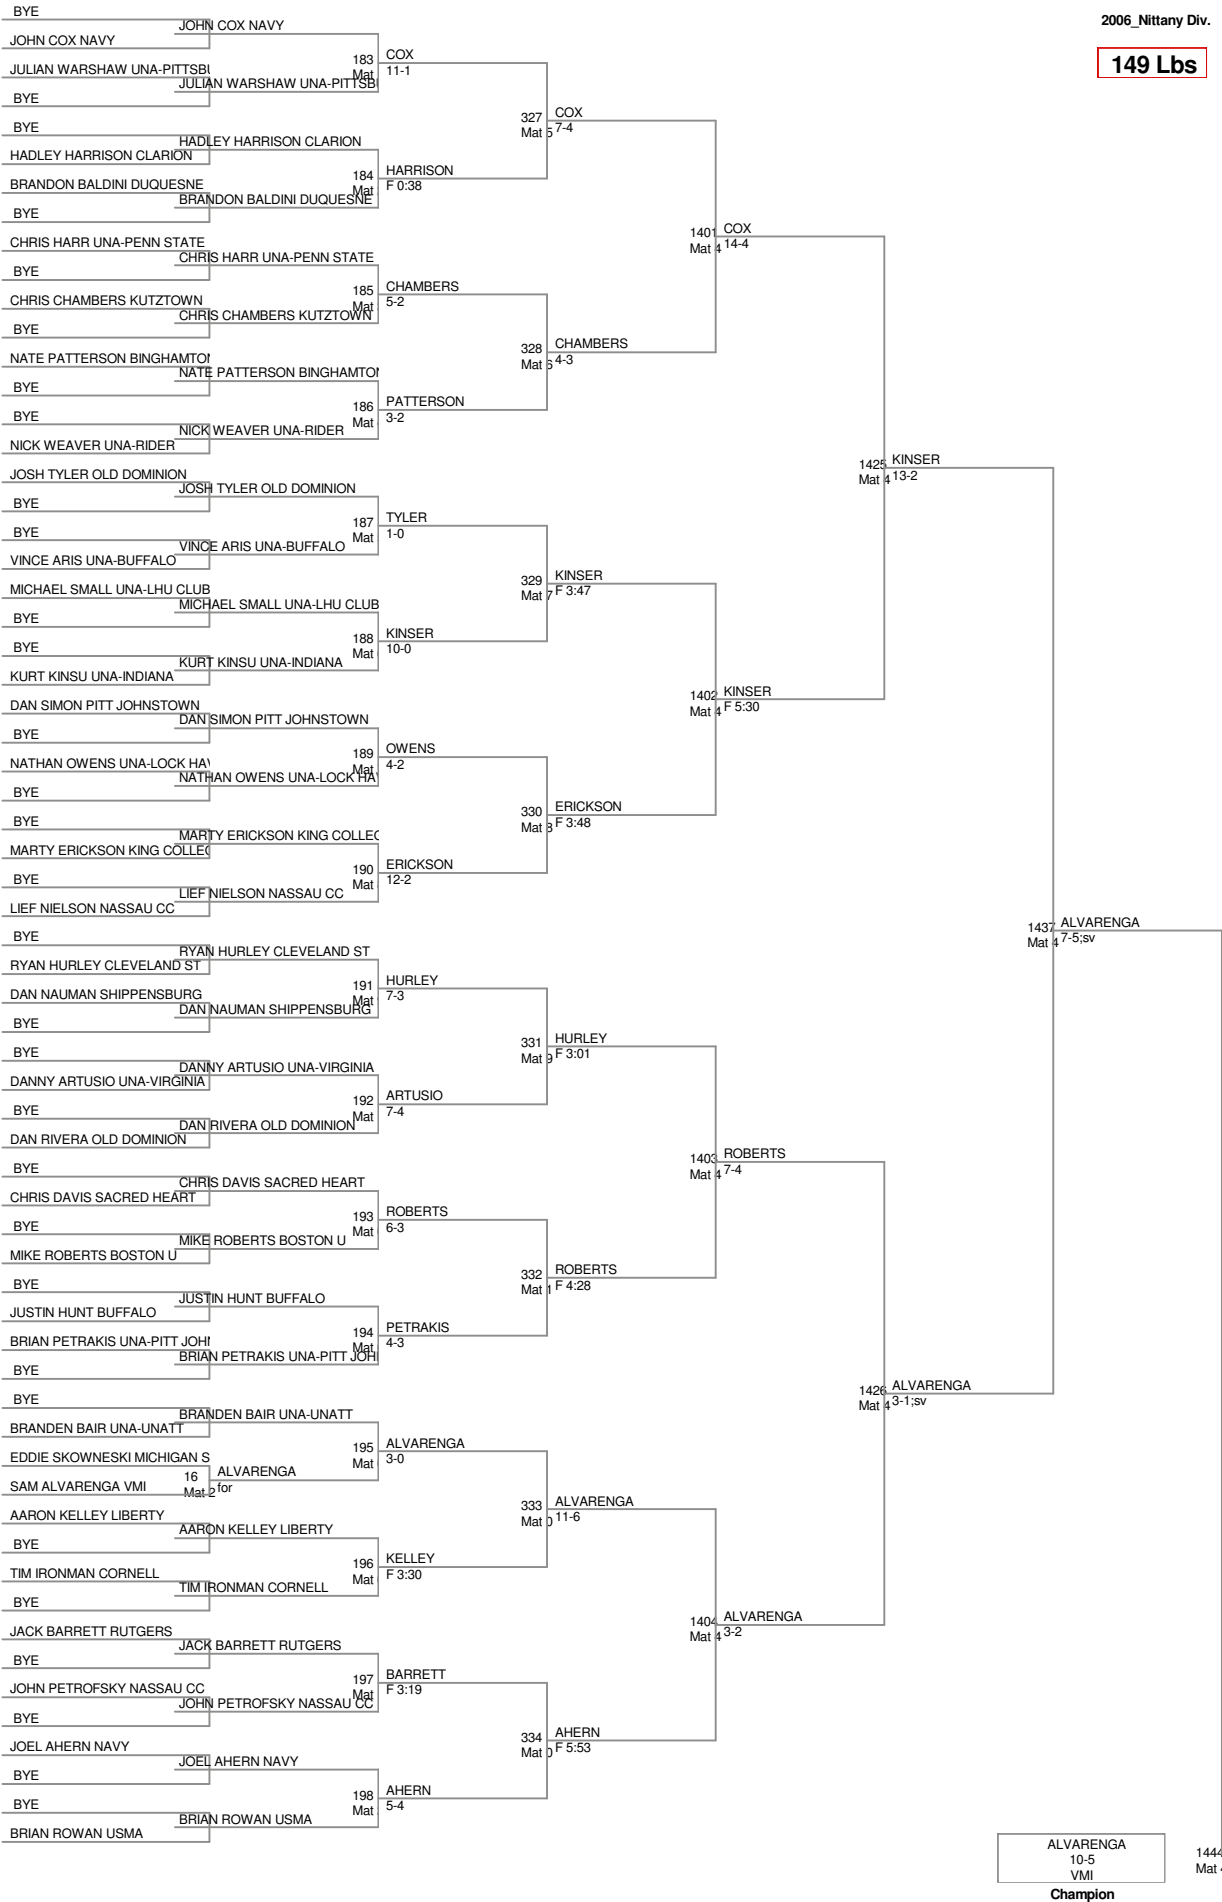 2006_Nittany Div.
149 Lbs
BYE
JOHN COX NAVY
JULIAN WARSHAW UNA-PITTSBU
BYE
BYE
HADLEY HARRISON CLARION
BRANDON BALDINI DUQUESNE
BYE
CHRIS HARR UNA-PENN STATE
BYE
CHRIS CHAMBERS KUTZTOWN
BYE
NATE PATTERSON BINGHAMTON
BYE
BYE
NICK WEAVER UNA-RIDER
JOSH TYLER OLD DOMINION
BYE
BYE
VINCE ARIS UNA-BUFFALO
MICHAEL SMALL UNA-LHU CLUB
BYE
BYE
KURT KINSU UNA-INDIANA
DAN SIMON PITT JOHNSTOWN
BYE
NATHAN OWENS UNA-LOCK HAV
BYE
BYE
MARTY ERICKSON KING COLLEG
BYE
LIEF NIELSON NASSAU CC
BYE
RYAN HURLEY CLEVELAND ST
DAN NAUMAN SHIPPENSBURG
BYE
BYE
DANNY ARTUSIO UNA-VIRGINIA
BYE
DAN RIVERA OLD DOMINION
BYE
CHRIS DAVIS SACRED HEART
BYE
MIKE ROBERTS BOSTON U
BYE
JUSTIN HUNT BUFFALO
BRIAN PETRAKIS UNA-PITT JOHN
BYE
BYE
BRANDEN BAIR UNA-UNATT
EDDIE SKOWNESKI MICHIGAN S
SAM ALVARENGA VMI
AARON KELLEY LIBERTY
BYE
TIM IRONMAN CORNELL
BYE
JACK BARRETT RUTGERS
BYE
JOHN PETROFSKY NASSAU CC
BYE
JOEL AHERN NAVY
BYE
BYE
BRIAN ROWAN USMA
JOHN COX NAVY
JULIAN WARSHAW UNA-PITTSB
HADLEY HARRISON CLARION
BRANDON BALDINI DUQUESNE
CHRIS HARR UNA-PENN STATE
CHRIS CHAMBERS KUTZTOWN
NATE PATTERSON BINGHAMTON
NICK WEAVER UNA-RIDER
JOSH TYLER OLD DOMINION
VINCE ARIS UNA-BUFFALO
MICHAEL SMALL UNA-LHU CLUB
KURT KINSU UNA-INDIANA
DAN SIMON PITT JOHNSTOWN
NATHAN OWENS UNA-LOCK HAV
MARTY ERICKSON KING COLLEG
LIEF NIELSON NASSAU CC
RYAN HURLEY CLEVELAND ST
DAN NAUMAN SHIPPENSBURG
DANNY ARTUSIO UNA-VIRGINIA
DAN RIVERA OLD DOMINION
CHRIS DAVIS SACRED HEART
MIKE ROBERTS BOSTON U
JUSTIN HUNT BUFFALO
BRIAN PETRAKIS UNA-PITT JOH
BRANDEN BAIR UNA-UNATT
16 ALVARENGA
Mat 2 for
AARON KELLEY LIBERTY
TIM IRONMAN CORNELL
JACK BARRETT RUTGERS
JOHN PETROFSKY NASSAU CC
JOEL AHERN NAVY
BRIAN ROWAN USMA
183 COX
Mat 11-1
184 HARRISON
Mat F 0:38
185 CHAMBERS
Mat 5-2
186 PATTERSON
Mat 3-2
187 TYLER
Mat 1-0
188 KINSER
Mat 10-0
189 OWENS
Mat 4-2
190 ERICKSON
Mat 12-2
191 HURLEY
Mat 7-3
192 ARTUSIO
Mat 7-4
193 ROBERTS
Mat 6-3
194 PETRAKIS
Mat 4-3
195 ALVARENGA
Mat 3-0
196 KELLEY
Mat F 3:30
197 BARRETT
Mat F 3:19
198 AHERN
Mat 5-4
327 COX
Mat 5 7-4
328 CHAMBERS
Mat 6 4-3
329 KINSER
Mat 7 F 3:47
330 ERICKSON
Mat 8 F 3:48
331 HURLEY
Mat 9 F 3:01
332 ROBERTS
Mat 1 F 4:28
333 ALVARENGA
Mat 0 11-6
334 AHERN
Mat 0 F 5:53
1401 COX
Mat 4 14-4
1402 KINSER
Mat 4 F 5:30
1403 ROBERTS
Mat 4 7-4
1404 ALVARENGA
Mat 4 3-2
1425 KINSER
Mat 4 13-2
1426 ALVARENGA
Mat 4 3-1;sv
1437 ALVARENGA
Mat 4 7-5;sv
1444
Mat
ALVARENGA
10-5
VMI
Champion